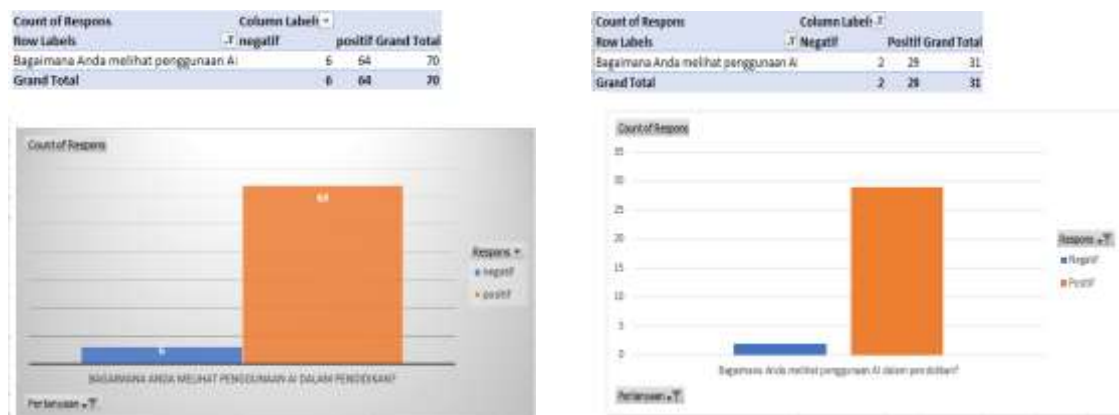 Count of Respons Column Labels
Row Labels negatif positif Grand Total
Bagaimana Anda melihat penggunaan AI 6 64 70
Grand Total 6 64 70
Count of Respons
64
6
BAGAIMANA ANDA MELIHAT PENGGUNAAN AI DALAM PENDIDIKAN?
Respons
negatif
positif
Pertanyaan
Count of Respons Column Labels
Row Labels Negatif Positif Grand Total
Bagaimana Anda melihat penggunaan AI 2 29 31
Grand Total 2 29 31
Count of Respons
35
30
25
20
15
10
5
0
Bagaimana Anda melihat penggunaan AI dalam pendidikan?
Respons
Negatif
Positif
Pertanyaan